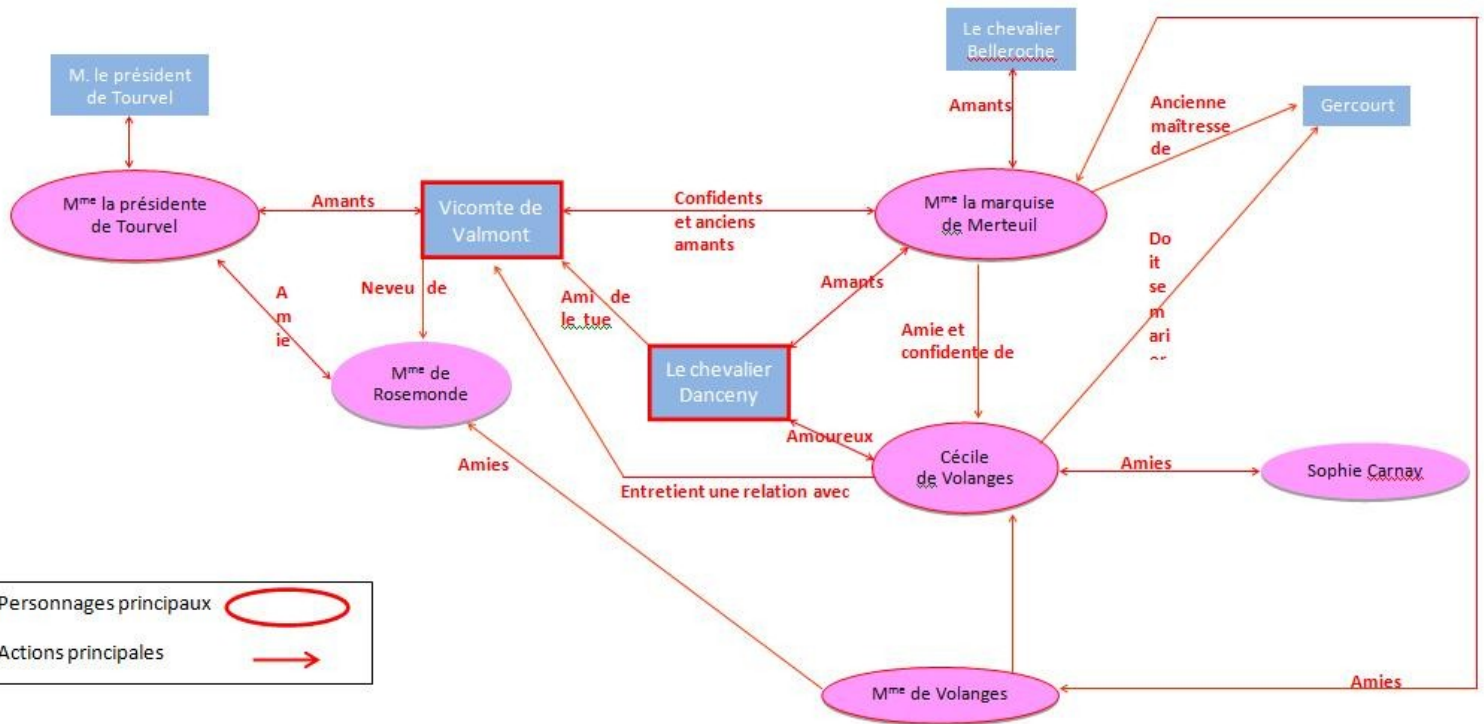 Le chevalier
Belleroche
M. le président
de Tourvel
Amants
Ancienne
maîtresse
de
Gercourt
Mme la présidente
de Tourvel
Amants
Vicomte de
Valmont
Confidents
et anciens
amants
Mme la marquise
de Merteuil
Do
it
se
m
ari
er
A
m
ie
Neveu de
Ami de
le tue
Amants
Amie et
confidente de
Mme de
Rosemonde
Le chevalier
Danceny
Amoureux
Amies
Entretient une relation avec
Cécile
de Volanges
Amies
Sophie Carnay
Personnages principaux
Actions principales
Mme de Volanges
Amies